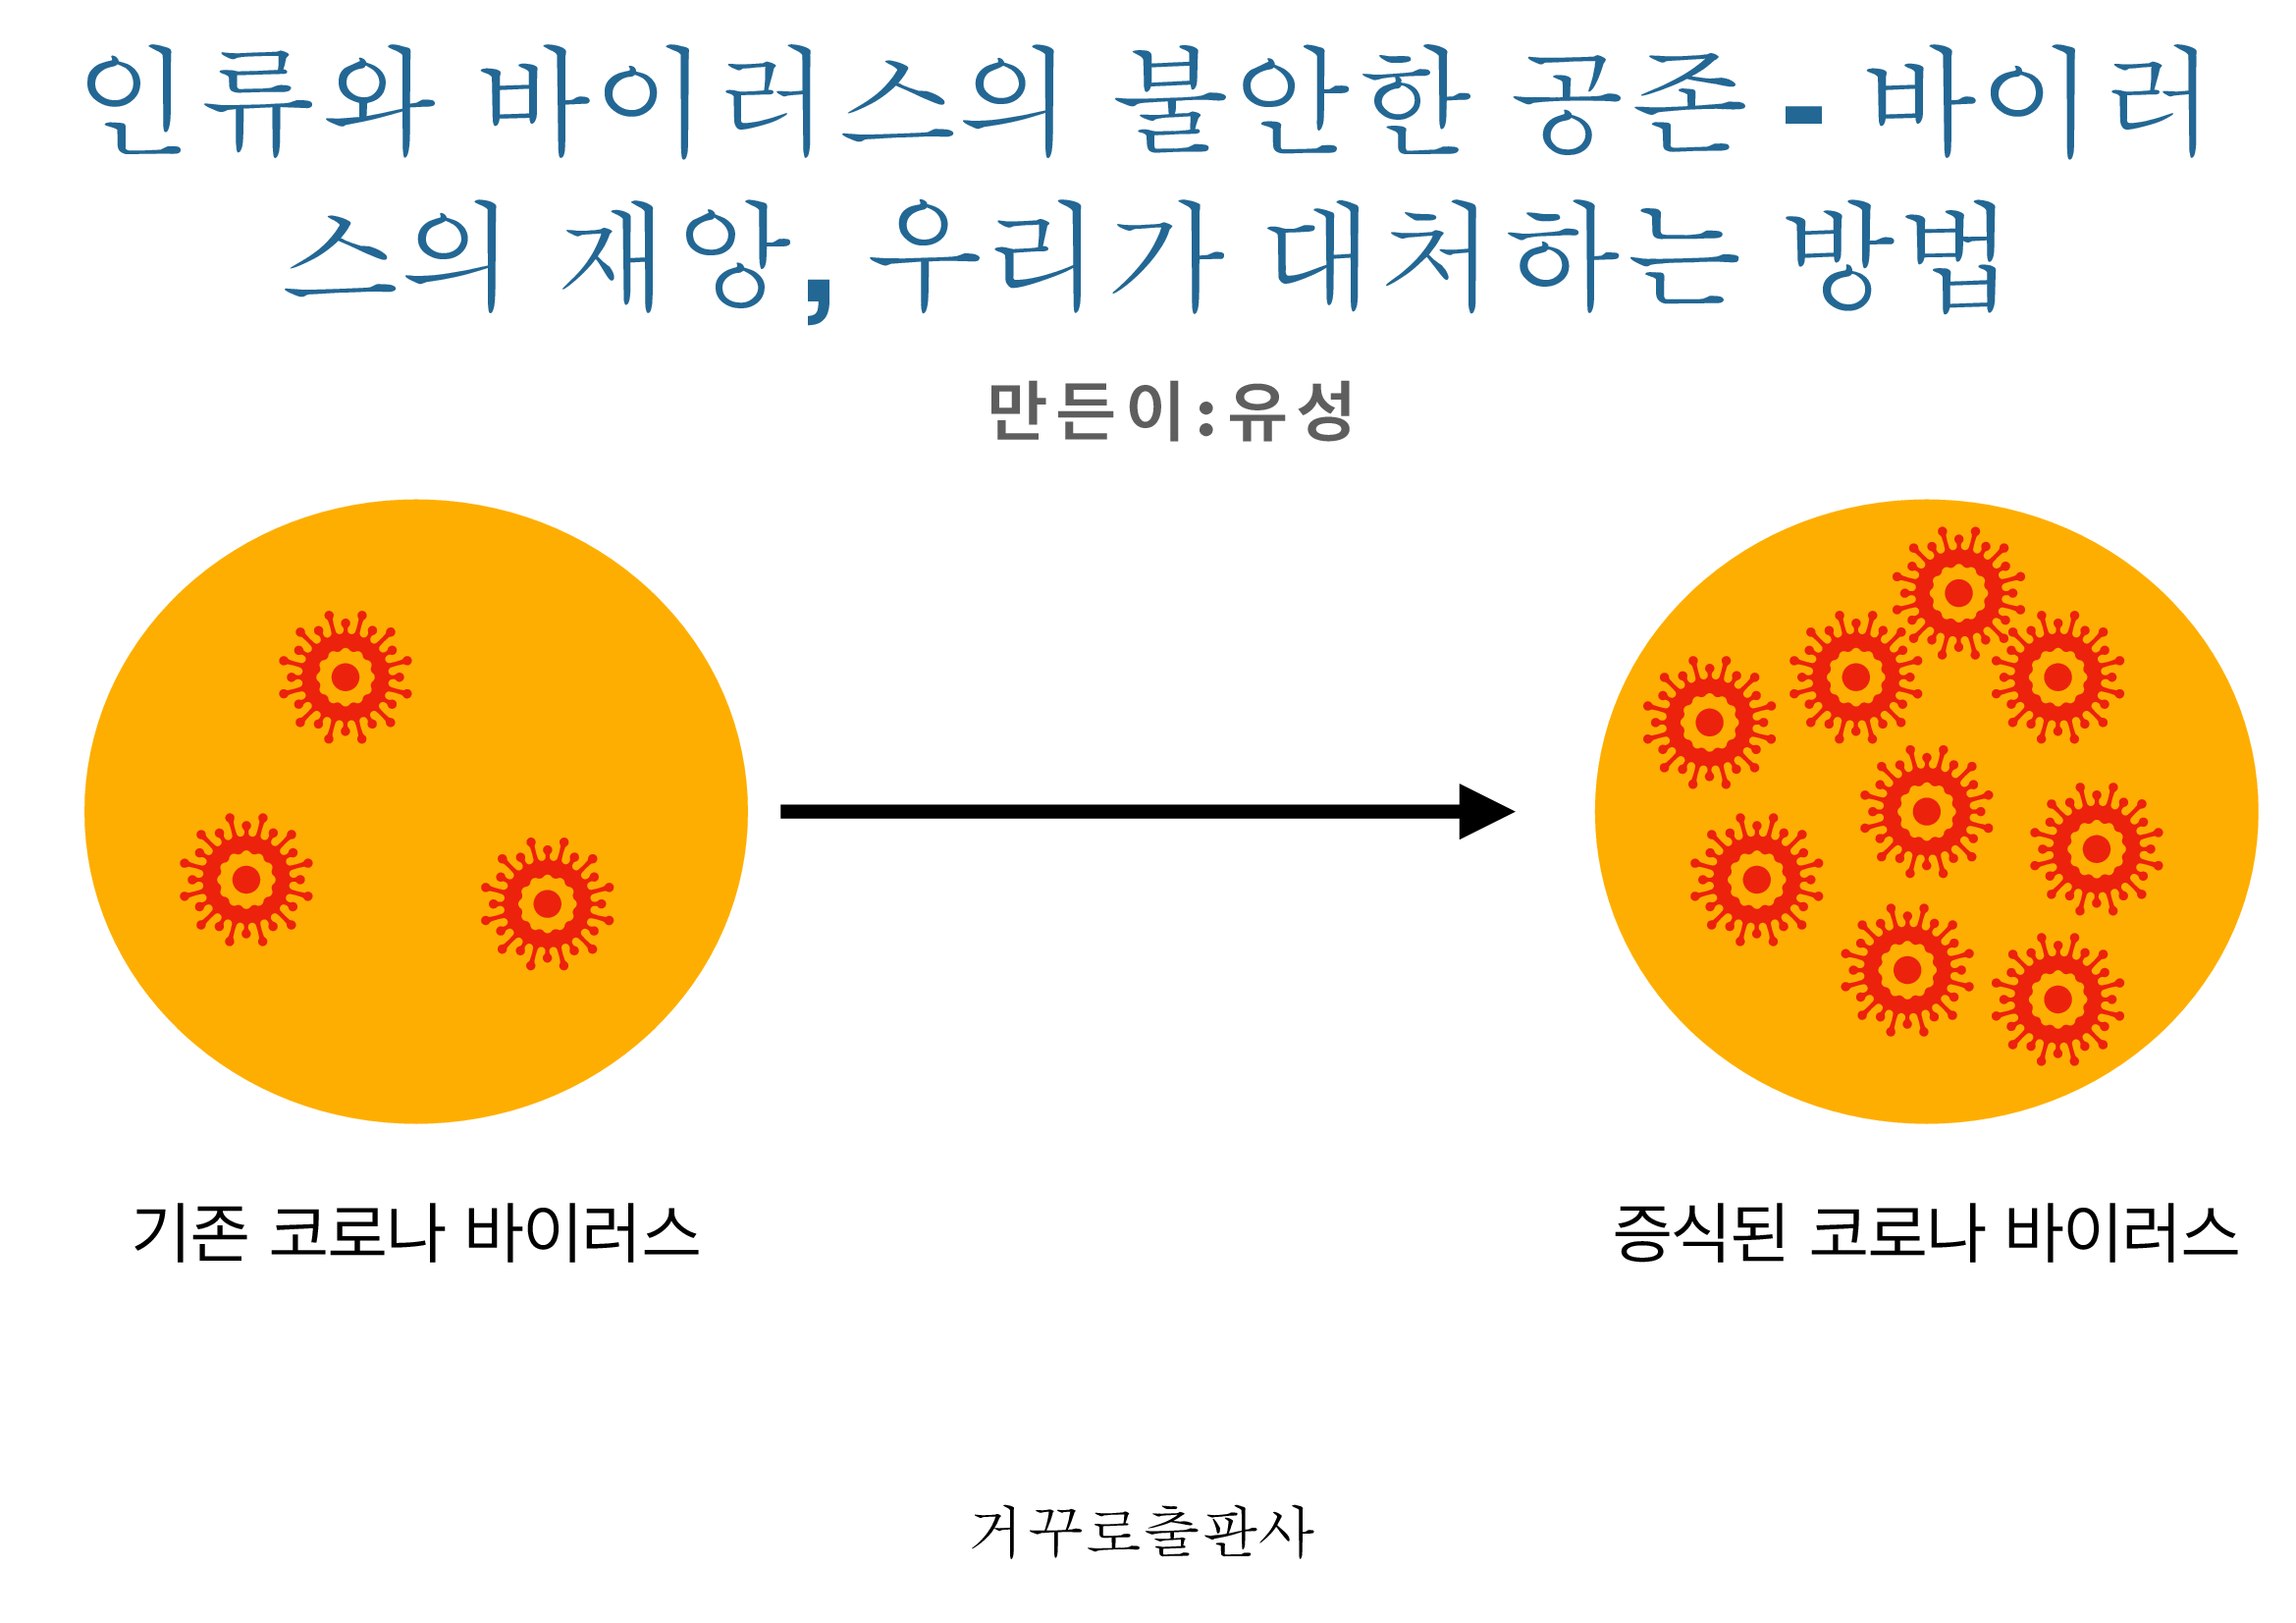 인류와 바이러스의 불안한 공존- 바이러
스의 재앙, 우리가 대처하는 방법
만든이:유성
기존 코로나 바이러스
증식된 코로나 바이러스
거꾸로출판사